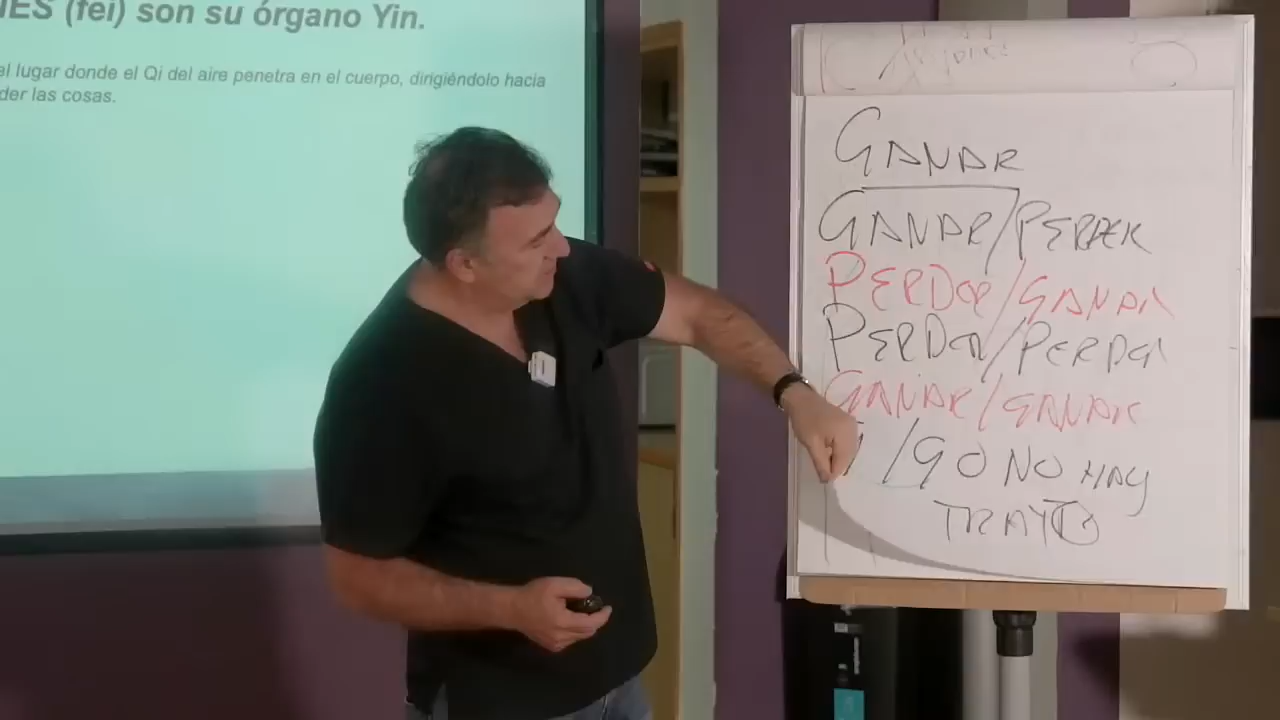 ES (fei) son su órgano Yin.
el lugar donde el Qi del aire penetra en el cuerpo, dirigiéndolo hacia
der las cosas.
GANAR
GANAR/PERDER
PERDER/GANAR
PERDER/PERDER
GANAR/GANAR
/GO NO HAY
TRATO